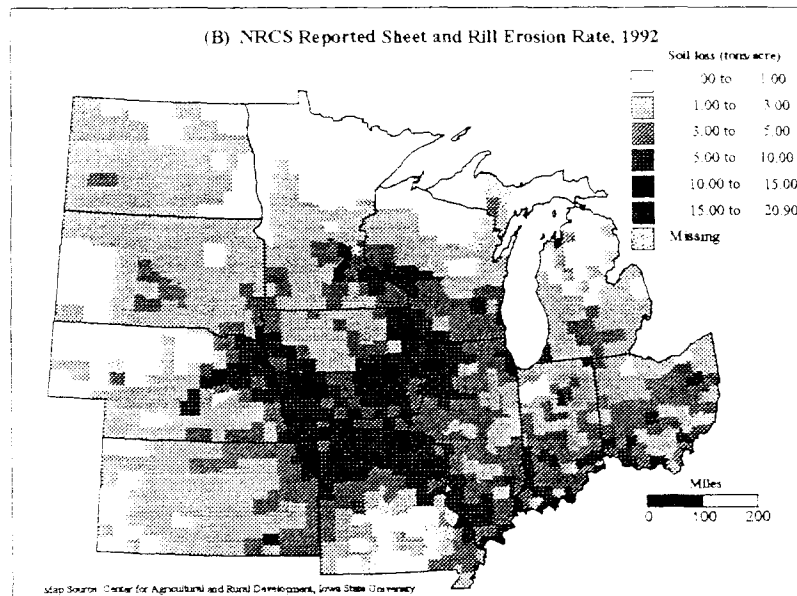 (B) NRCS Reported Sheet and Rill Erosion Rate, 1992
Soil loss (tons/acre)
.00 to 1.00
1.00 to 3.00
3.00 to 5.00
5.00 to 10.00
10.00 to 15.00
15.00 to 20.90
Missing
Miles
0 100 200
Map Source: Center for Agricultural and Rural Development, Iowa State University